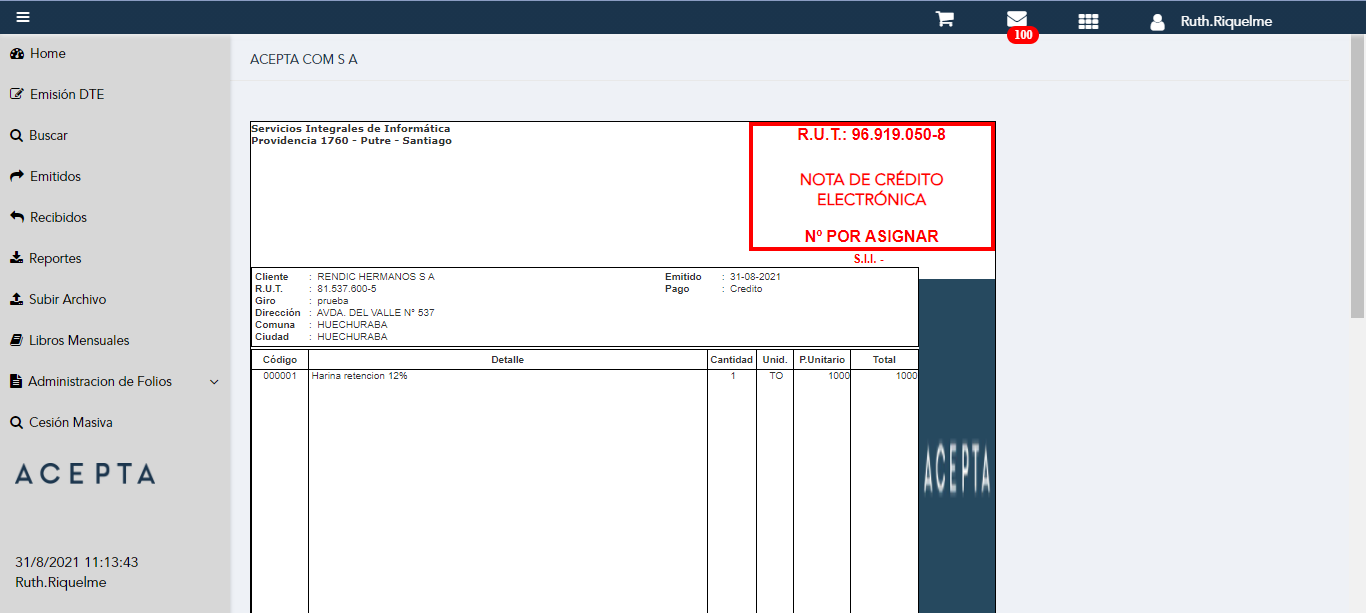 Ruth.Riquelme
100
Home
Emisión DTE
Buscar
Emitidos
Recibidos
Reportes
Subir Archivo
Libros Mensuales
Administracion de Folios
Cesión Masiva
ACEPTA
31/8/2021 11:13:43
Ruth.Riquelme
ACEPTA COM S A
Servicios Integrales de Informática
Providencia 1760 - Putre - Santiago
R.U.T.: 96.919.050-8
NOTA DE CRÉDITO
ELECTRÓNICA
Nº POR ASIGNAR
S.I.I. -
Cliente : RENDIC HERMANOS S A Emitido : 31-08-2021
R.U.T. : 81.537.600-5 Pago : Credito
Giro : prueba
Dirección : AVDA. DEL VALLE N° 537
Comuna : HUECHURABA
Ciudad : HUECHURABA
Código Detalle Cantidad Unid. P.Unitario Total
000001 Harina retencion 12% 1 TO 1000 1000
ACEPTA